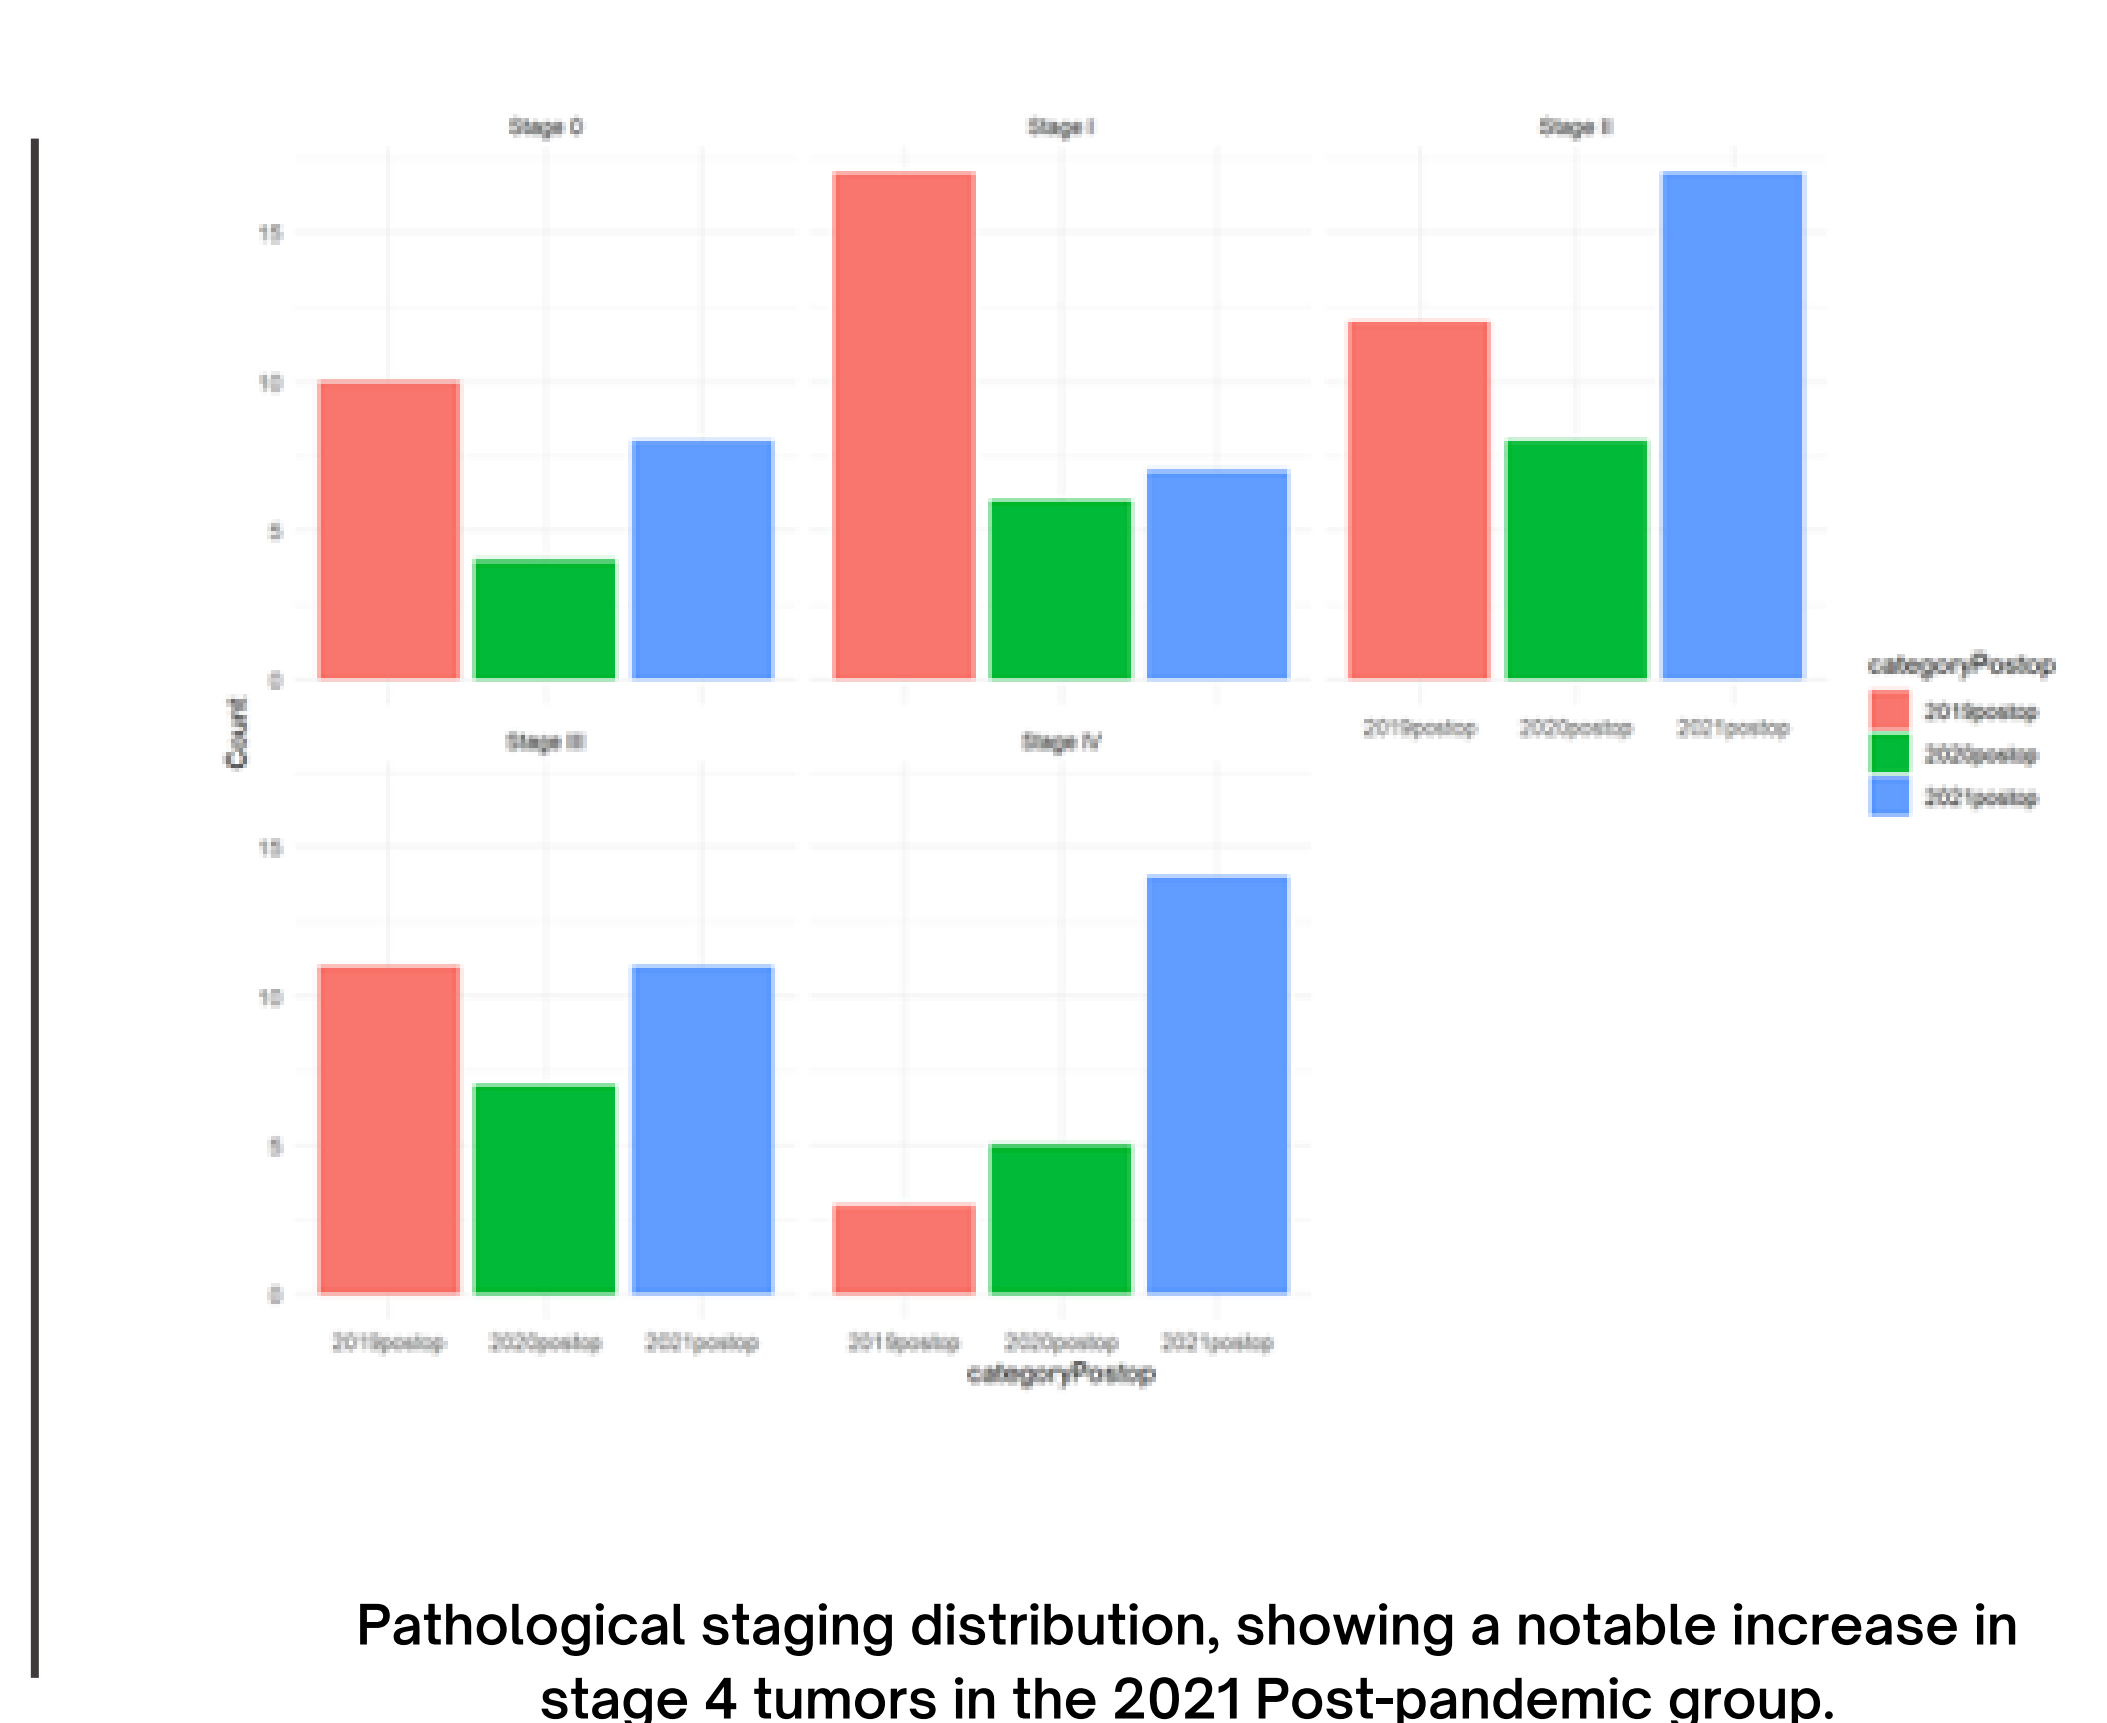 Stage 0
Stage I
Stage II
15
10
5
0
2019postop
2020postop
2021postop
Count
Stage III
Stage IV
15
10
5
0
2019postop
2020postop
2021postop
2019postop
2020postop
2021postop
categoryPostop
categoryPostop
2019postop
2020postop
2021postop
Pathological staging distribution, showing a notable increase in
stage 4 tumors in the 2021 Post-pandemic group.